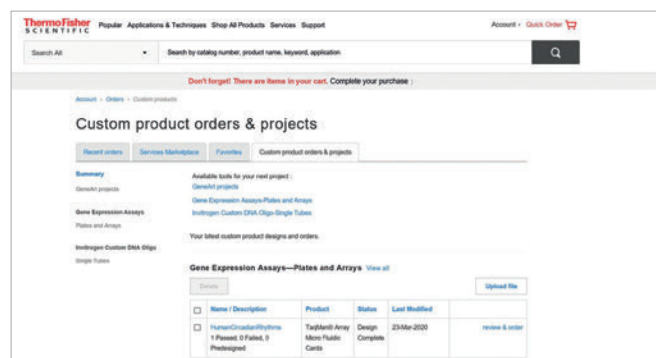 ThermoFisher
SCIENTIFIC
Popular Applications & Techniques Shop All Products Services Support
Account Quick Order
Search All
Search by catalog number, product name, keyword, application
Don't forget! There are items in your cart. Complete your purchase
Account › Orders › Custom products
Custom product orders & projects
Recent orders
Services Marketplace
Favorites
Custom product orders & projects
Summary
GeneArt projects
Gene Expression Assays
Plates and Arrays
Invitrogen Custom DNA Oligo
Single Tubes
Available tools for your next project :
GeneArt projects
Gene Expression Assays-Plates and Arrays
Invitrogen Custom DNA Oligo-Single Tubes
Your latest custom product designs and orders.
Gene Expression Assays—Plates and Arrays View all
Delete
Upload file
Name / Description Product Status Last Modified
HumanCircadianRhythms TaqMan® Array Design 23-Mar-2020 review & order
1 Passed, 0 Failed, 0 Micro Fluidic Complete
Predesigned Cards